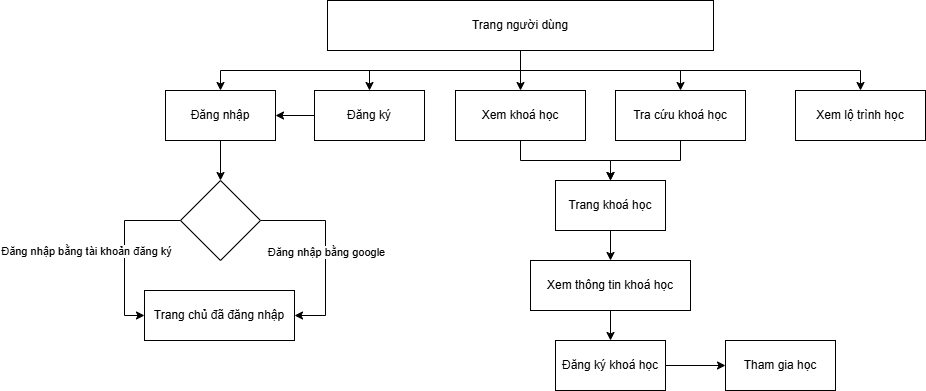 Trang người dùng
Đăng nhập
Đăng ký
Xem khoá học
Tra cứu khoá học
Xem lộ trình học
Trang khoá học
Đăng nhập bằng tài khoản đăng ký
Đăng nhập bằng google
Xem thông tin khoá học
Trang chủ đã đăng nhập
Đăng ký khoá học
Tham gia học